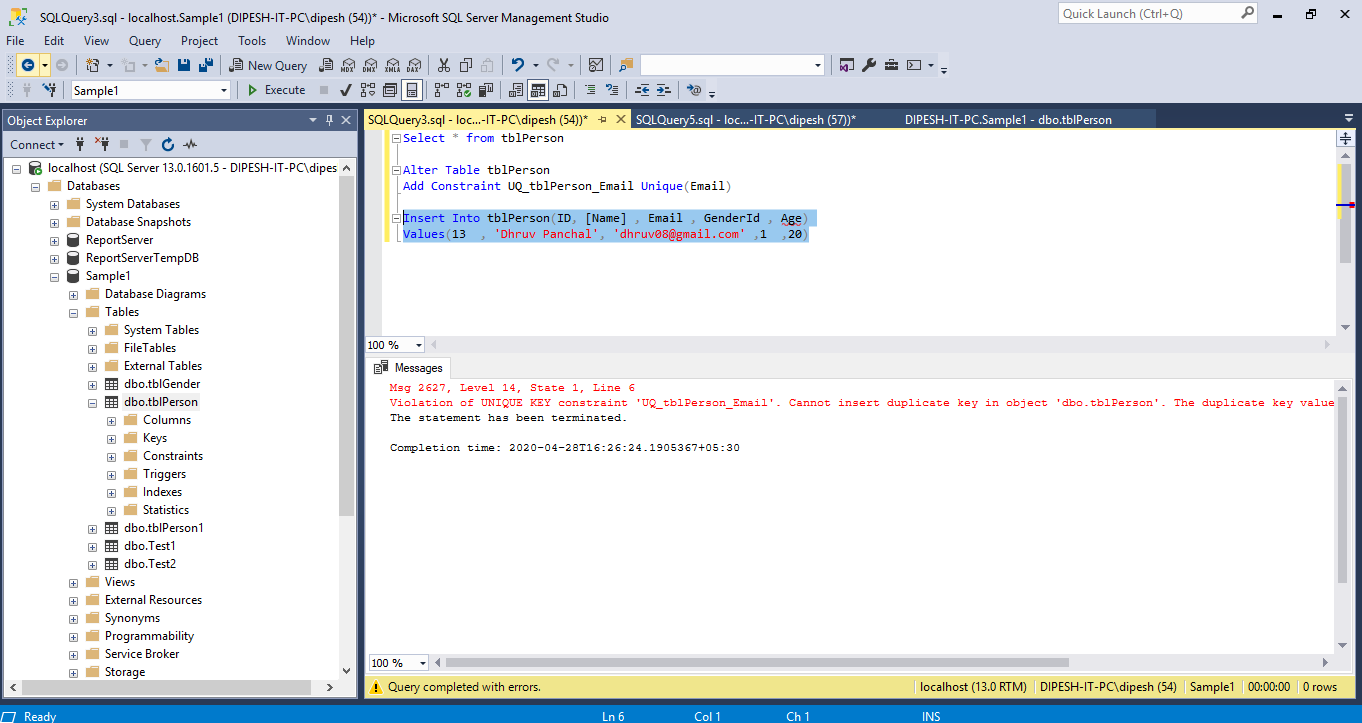 SQLQuery3.sql - localhost.Sample1 (DIPESH-IT-PC\dipesh (54))* - Microsoft SQL Server Management Studio
Quick Launch (Ctrl+Q)
File Edit View Query Project Tools Window Help
New Query MDX DMX XMLA DAX
Sample1 Execute
Object Explorer
Connect
localhost (SQL Server 13.0.1601.5 - DIPESH-IT-PC\dipes
Databases
System Databases
Database Snapshots
ReportServer
ReportServerTempDB
Sample1
Database Diagrams
Tables
System Tables
FileTables
External Tables
dbo.tblGender
dbo.tblPerson
Columns
Keys
Constraints
Triggers
Indexes
Statistics
dbo.tblPerson1
dbo.Test1
dbo.Test2
Views
External Resources
Synonyms
Programmability
Service Broker
Storage
SQLQuery3.sql - loc...-IT-PC\dipesh (54))* SQLQuery5.sql - loc...-IT-PC\dipesh (57))* DIPESH-IT-PC.Sample1 - dbo.tblPerson
Select * from tblPerson
Alter Table tblPerson
Add Constraint UQ_tblPerson_Email Unique(Email)
Insert Into tblPerson(ID, [Name] , Email , GenderId , Age)
Values(13 , 'Dhruv Panchal', 'dhruv08@gmail.com' ,1 ,20)
100 %
Messages
Msg 2627, Level 14, State 1, Line 6
Violation of UNIQUE KEY constraint 'UQ_tblPerson_Email'. Cannot insert duplicate key in object 'dbo.tblPerson'. The duplicate key value
The statement has been terminated.
Completion time: 2020-04-28T16:26:24.1905367+05:30
100 %
Query completed with errors. localhost (13.0 RTM) DIPESH-IT-PC\dipesh (54) Sample1 00:00:00 0 rows
Ready Ln 6 Col 1 Ch 1 INS